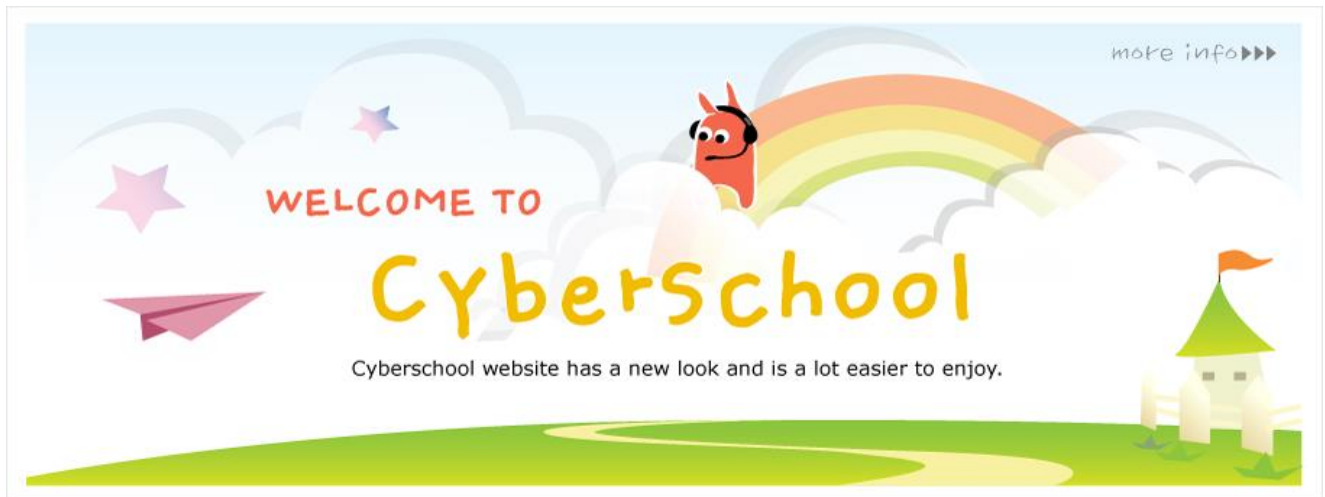 more info▶▶▶
WELCOME TO
Cyberschool
Cyberschool website has a new look and is a lot easier to enjoy.